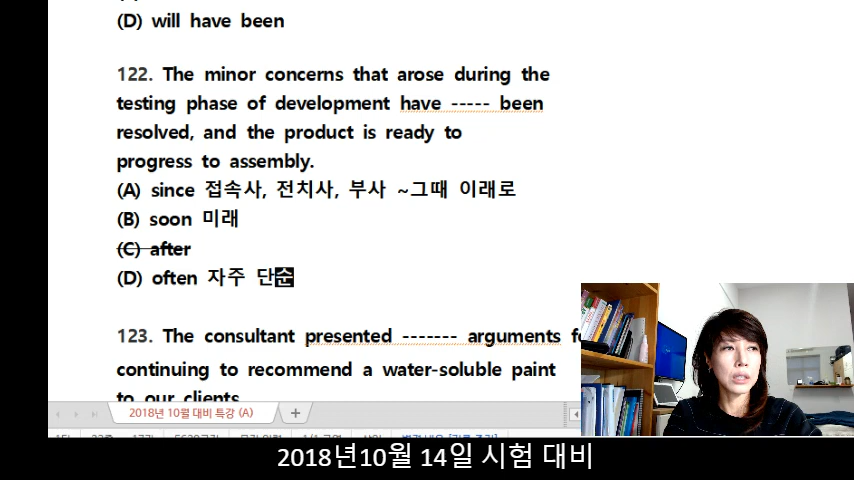 (D) will have been
122. The minor concerns that arose during the
testing phase of development have ----- been
resolved, and the product is ready to
progress to assembly.
(A) since 접속사, 전치사, 부사 ~그때 이래로
(B) soon 미래
(C) after
(D) often 자주 단순
123. The consultant presented ------- arguments f
continuing to recommend a water-soluble paint
to our clients
2018년 10월 대비 특강 (A)
2018년10월 14일 시험 대비